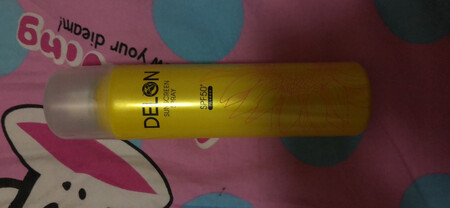 w your dream!
DELON
SUNSCREEN
SPRAY
SPF50+